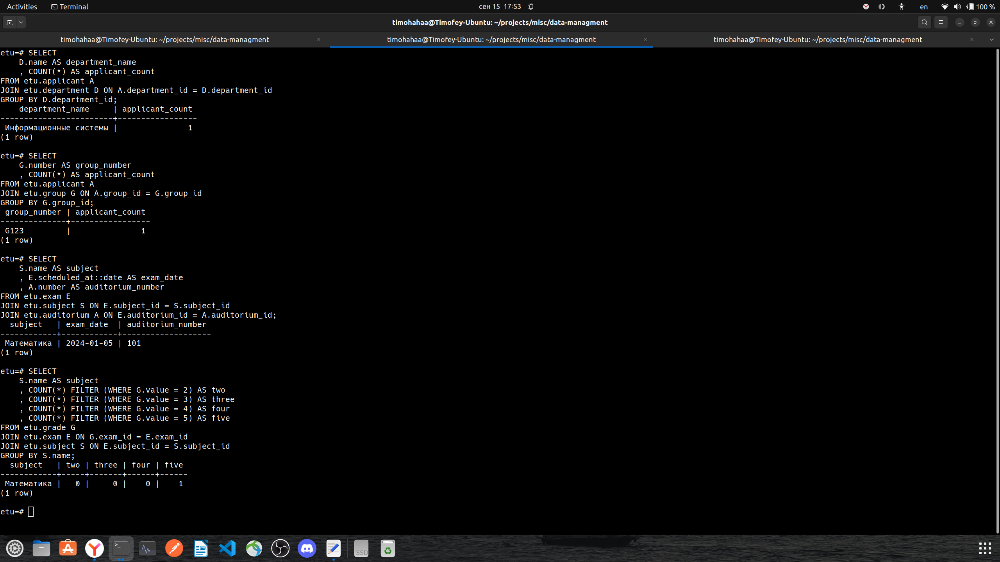 Activities
Terminal
сен 15 17:53
en
100 %
timohahaa@Timofey-Ubuntu: ~/projects/misc/data-managment
timohahaa@Timofey-Ubuntu: ~/projects/misc/data-managment
timohahaa@Timofey-Ubuntu: ~/projects/misc/data-managment
timohahaa@Timofey-Ubuntu: ~/projects/misc/data-managment
etu=# SELECT
    D.name AS department_name
    , COUNT(*) AS applicant_count
FROM etu.applicant A
JOIN etu.department D ON A.department_id = D.department_id
GROUP BY D.department_id;
    department_name     | applicant_count
------------------------+-----------------
 Информационные системы |               1
(1 row)
etu=# SELECT
    G.number AS group_number
    , COUNT(*) AS applicant_count
FROM etu.applicant A
JOIN etu.group G ON A.group_id = G.group_id
GROUP BY G.group_id;
 group_number | applicant_count
--------------+-----------------
 G123         |               1
(1 row)
etu=# SELECT
    S.name AS subject
    , E.scheduled_at::date AS exam_date
    , A.number AS auditorium_number
FROM etu.exam E
JOIN etu.subject S ON E.subject_id = S.subject_id
JOIN etu.auditorium A ON E.auditorium_id = A.auditorium_id;
  subject   | exam_date  | auditorium_number
------------+------------+-------------------
 Математика | 2024-01-05 | 101
(1 row)
etu=# SELECT
    S.name AS subject
    , COUNT(*) FILTER (WHERE G.value = 2) AS two
    , COUNT(*) FILTER (WHERE G.value = 3) AS three
    , COUNT(*) FILTER (WHERE G.value = 4) AS four
    , COUNT(*) FILTER (WHERE G.value = 5) AS five
FROM etu.grade G
JOIN etu.exam E ON G.exam_id = E.exam_id
JOIN etu.subject S ON E.subject_id = S.subject_id
GROUP BY S.name;
  subject   | two | three | four | five
------------+-----+-------+------+------
 Математика |   0 |     0 |    0 |    1
(1 row)
etu=#
SSD